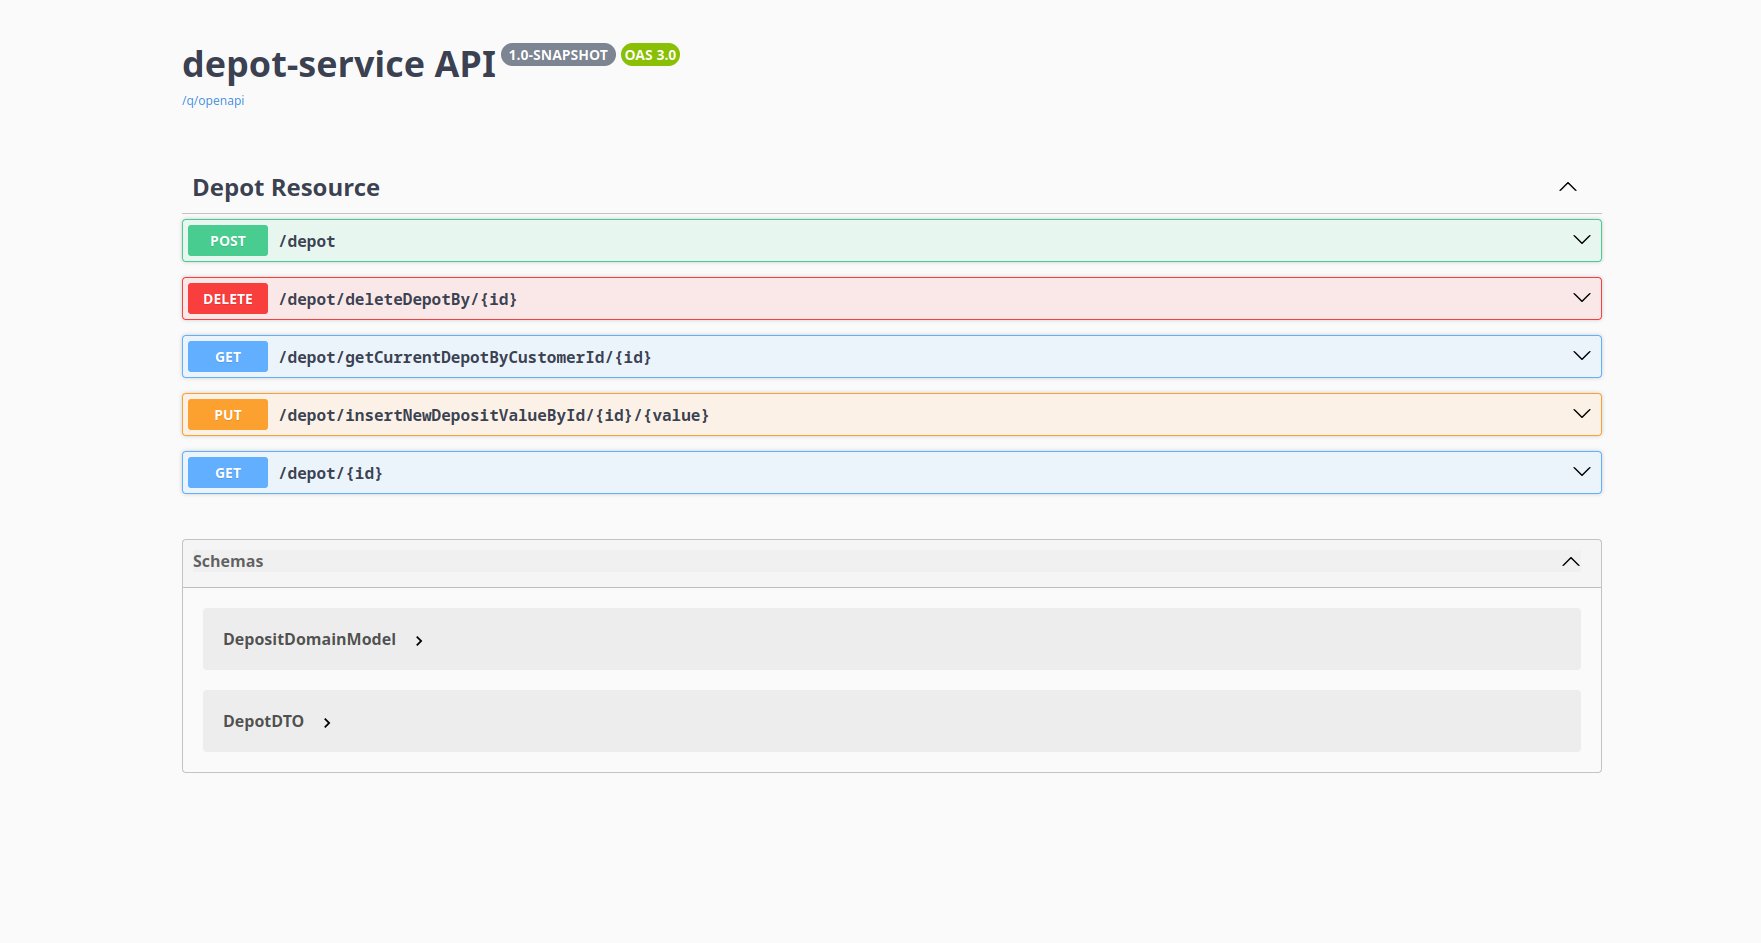 depot-service API 1.0-SNAPSHOT OAS 3.0
/q/openapi
Depot Resource
POST /depot
DELETE /depot/deleteDepotBy/{id}
GET /depot/getCurrentDepotByCustomerId/{id}
PUT /depot/insertNewDepositValueById/{id}/{value}
GET /depot/{id}
Schemas
DepositDomainModel
DepotDTO